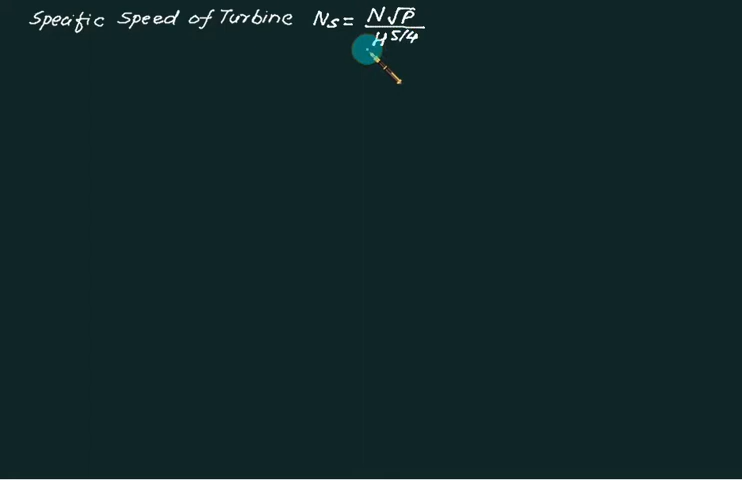 Specific Speed of Turbine Ns = N√P / H^5/4